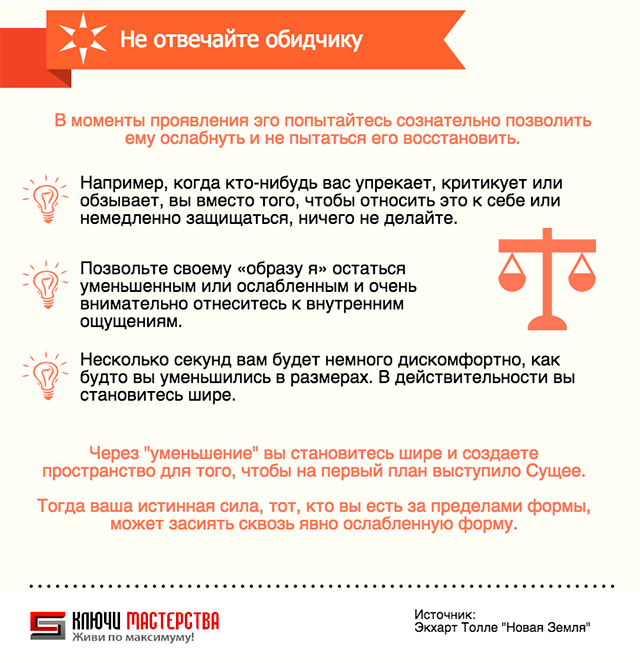 Не отвечайте обидчику
В моменты проявления эго попытайтесь сознательно позволить
ему ослабнуть и не пытаться его восстановить.
Например, когда кто-нибудь вас упрекает, критикует или
обзывает, вы вместо того, чтобы относить это к себе или
немедленно защищаться, ничего не делайте.
Позвольте своему «образу я» остаться
уменьшенным или ослабленным и очень
внимательно отнеситесь к внутренним
ощущениям.
Несколько секунд вам будет немного дискомфортно, как
будто вы уменьшились в размерах. В действительности вы
становитесь шире.
Через "уменьшение" вы становитесь шире и создаете
пространство для того, чтобы на первый план выступило Сущее.
Тогда ваша истинная сила, тот, кто вы есть за пределами формы,
может засиять сквозь явно ослабленную форму.
КЛЮЧИ МАСТЕРСТВА
Живи по максимуму!
Источник:
Экхарт Толле "Новая Земля"